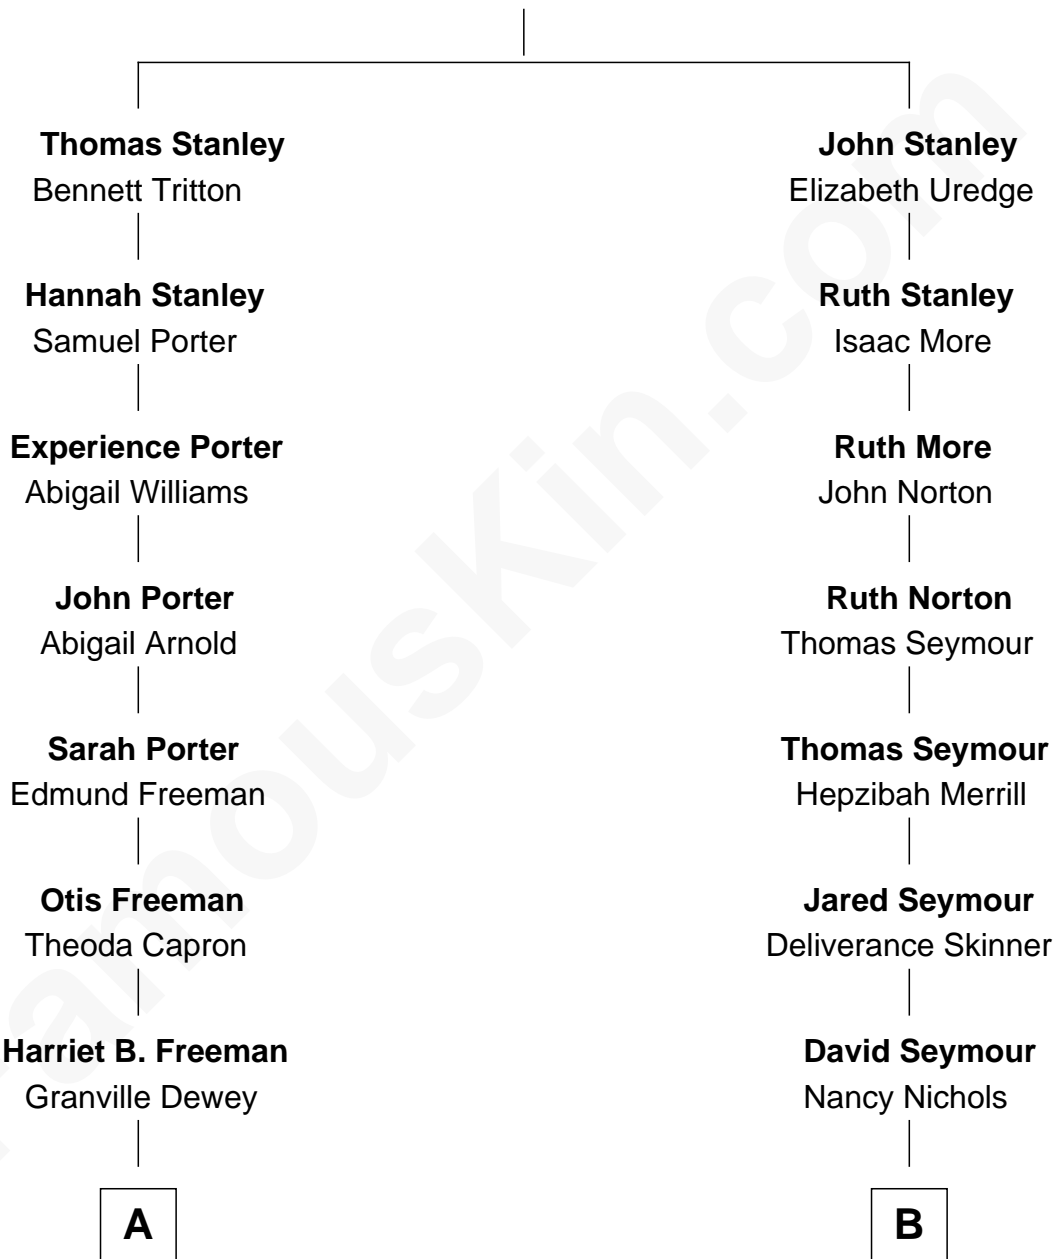 Thomas Stanley
Bennett Tritton
Hannah Stanley
Samuel Porter
Experience Porter
Abigail Williams
John Porter
Abigail Arnold
Sarah Porter
Edmund Freeman
Otis Freeman
Theoda Capron
Harriet B. Freeman
Granville Dewey
A
John Stanley
Elizabeth Uredge
Ruth Stanley
Isaac More
Ruth More
John Norton
Ruth Norton
Thomas Seymour
Thomas Seymour
Hepzibah Merrill
Jared Seymour
Deliverance Skinner
David Seymour
Nancy Nichols
B
FamousKin.com